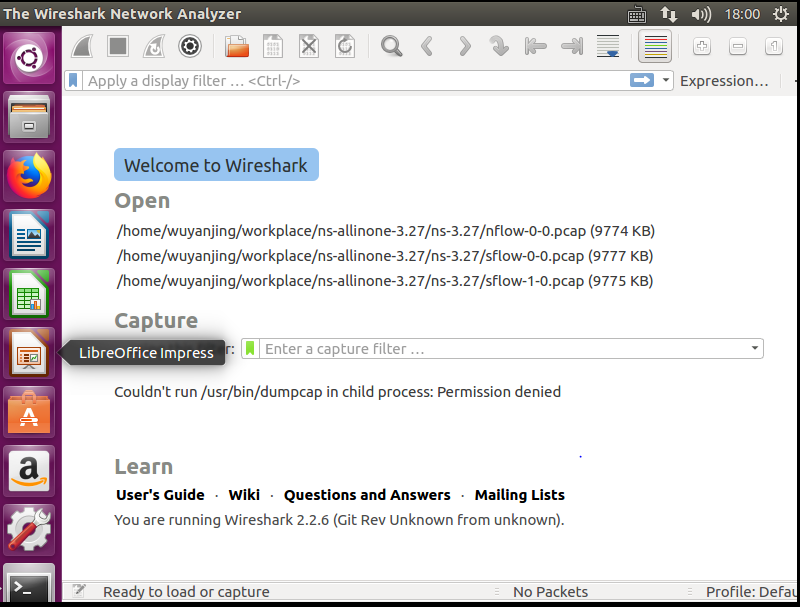 The Wireshark Network Analyzer
18:00
Apply a display filter … <Ctrl-/>
Expression…
Welcome to Wireshark
Open
/home/wuyanjing/workplace/ns-allinone-3.27/ns-3.27/nflow-0-0.pcap (9774 KB)
/home/wuyanjing/workplace/ns-allinone-3.27/ns-3.27/sflow-0-0.pcap (9777 KB)
/home/wuyanjing/workplace/ns-allinone-3.27/ns-3.27/sflow-1-0.pcap (9775 KB)
Capture
LibreOffice Impress
Enter a capture filter …
Couldn't run /usr/bin/dumpcap in child process: Permission denied
Learn
User's Guide · Wiki · Questions and Answers · Mailing Lists
You are running Wireshark 2.2.6 (Git Rev Unknown from unknown).
Ready to load or capture
No Packets
Profile: Defau